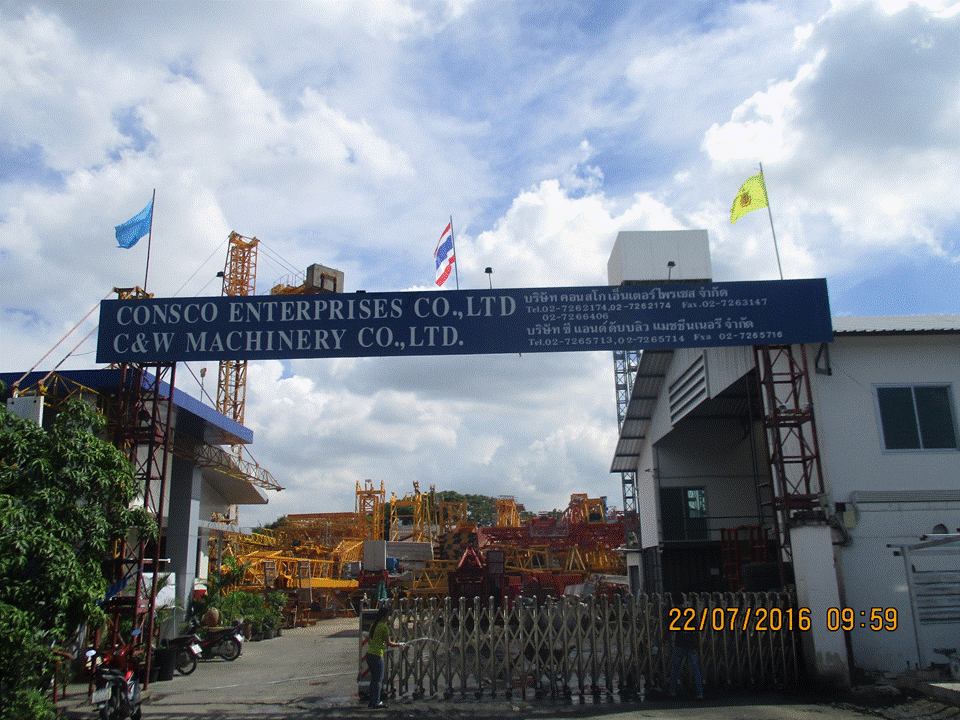 CONSCO ENTERPRISES CO.,LTD
C&W MACHINERY CO.,LTD.
บริษัท คอนสโก เอ็นเตอร์ไพรเซส จำกัด
Tel.02-7262174,02-7262174 Fax.02-7263147
02-7266406
บริษัท ซี แอนด์ ดับบลิว แมชชีนเนอรี่ จำกัด
Tel.02-7265713,02-7265714 Fxa 02-7265716
22/07/2016 09:59